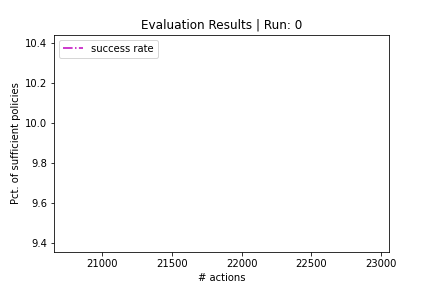 Evaluation Results | Run: 0
success rate
Pct. of sufficient policies
10.4
10.2
10.0
9.8
9.6
9.4
21000 21500 22000 22500 23000
# actions